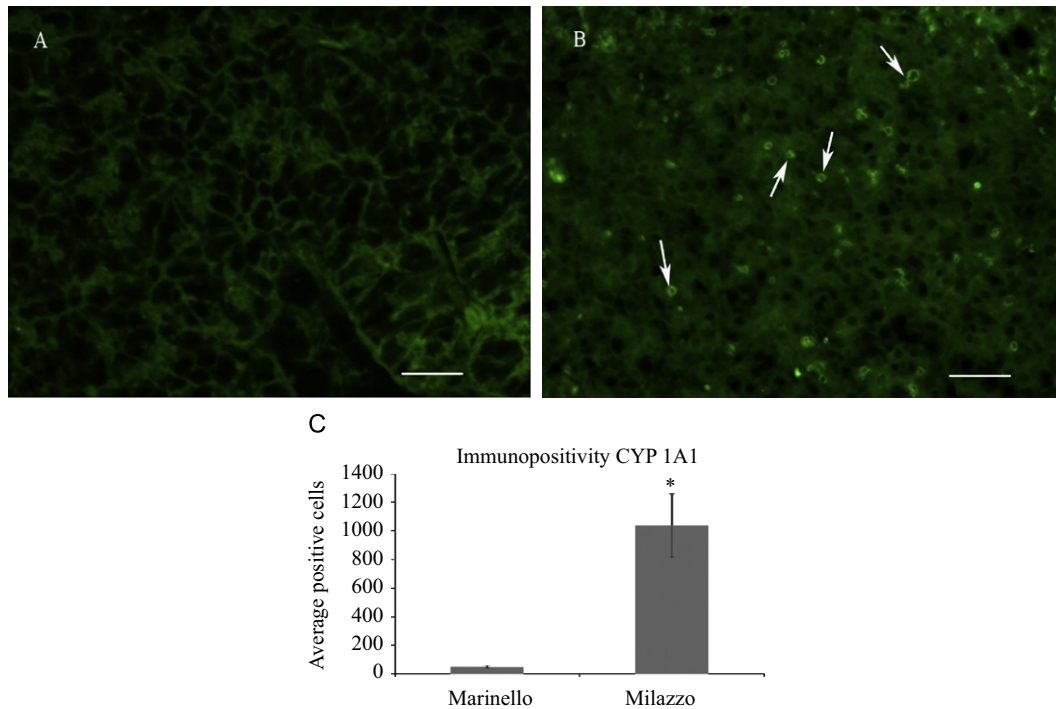 A
B
C
Immunopositivity CYP 1A1
1400
1200
1000
800
600
400
200
0
Average positive cells
*
Marinello
Milazzo